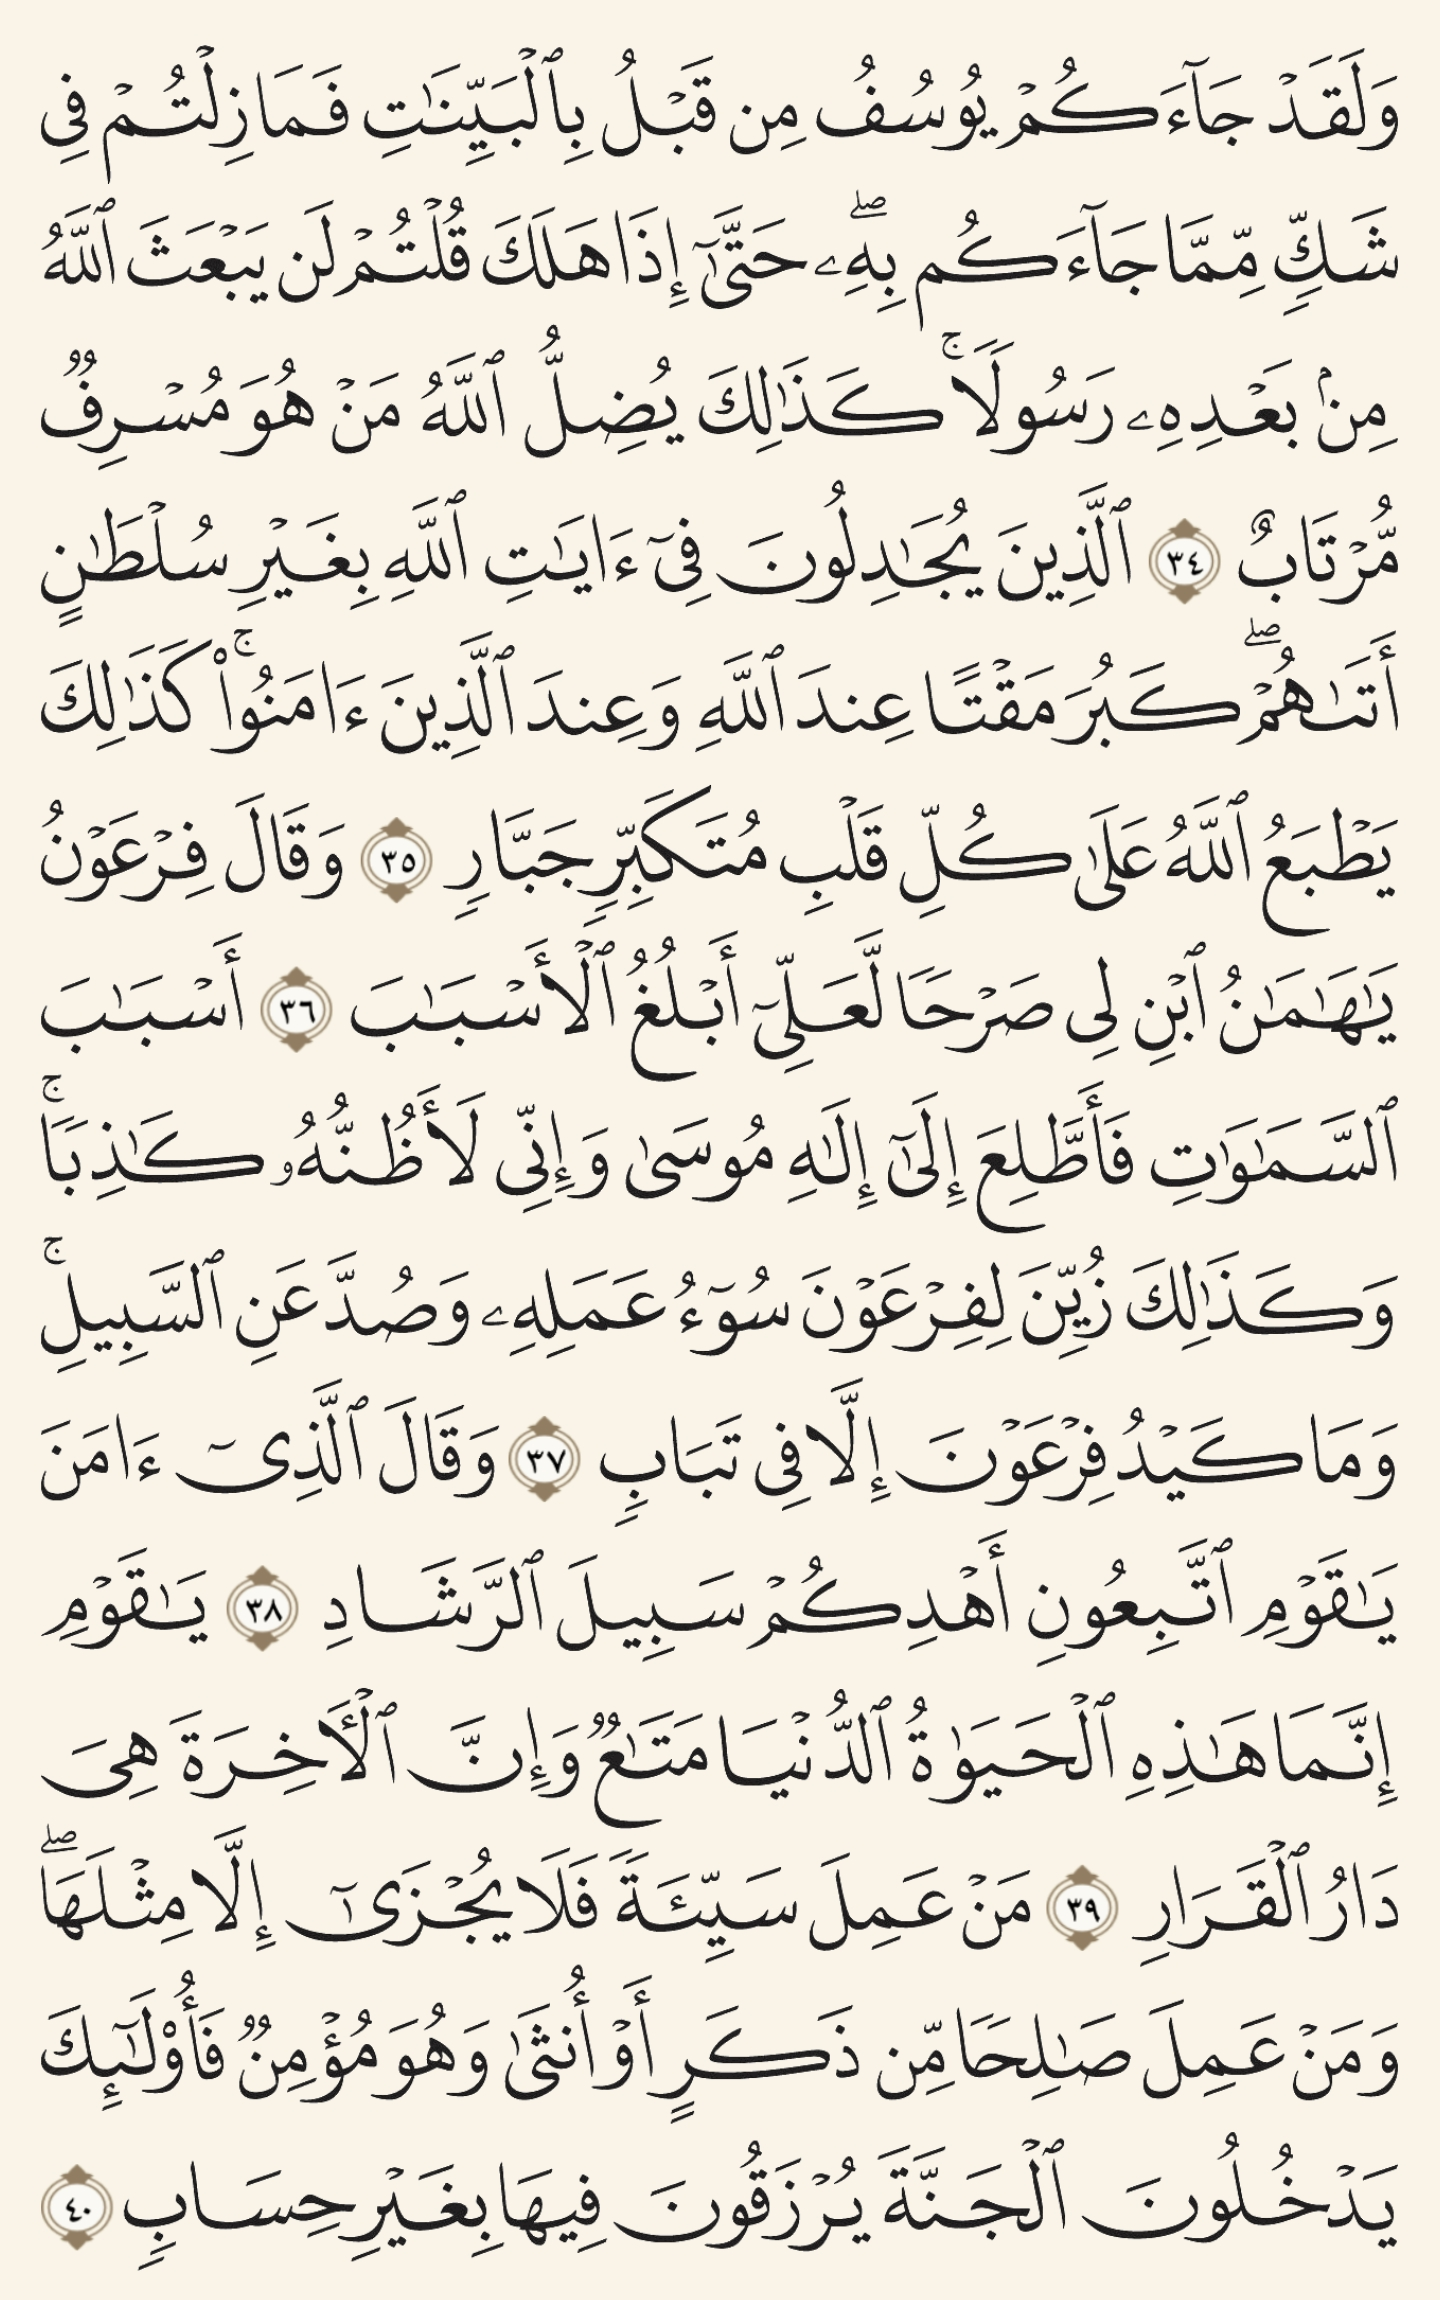 وَلَقَدۡ جَآءَكُمۡ يُوسُفُ مِن قَبۡلُ بِٱلۡبَيِّنَٰتِ فَمَا زِلۡتُمۡ فِي
شَكّٖ مِّمَّا جَآءَكُم بِهِۦۖ حَتَّىٰٓ إِذَا هَلَكَ قُلۡتُمۡ لَن يَبۡعَثَ ٱللَّهُ
مِنۢ بَعۡدِهِۦ رَسُولٗاۚ كَذَٰلِكَ يُضِلُّ ٱللَّهُ مَنۡ هُوَ مُسۡرِفٞ
مُّرۡتَابٌ ٣٤ ٱلَّذِينَ يُجَٰدِلُونَ فِيٓ ءَايَٰتِ ٱللَّهِ بِغَيۡرِ سُلۡطَٰنٍ
أَتَىٰهُمۡۖ كَبُرَ مَقۡتًا عِندَ ٱللَّهِ وَعِندَ ٱلَّذِينَ ءَامَنُواْۚ كَذَٰلِكَ
يَطۡبَعُ ٱللَّهُ عَلَىٰ كُلِّ قَلۡبِ مُتَكَبِّرٖ جَبَّارٖ ٣٥ وَقَالَ فِرۡعَوۡنُ
يَٰهَٰمَٰنُ ٱبۡنِ لِي صَرۡحٗا لَّعَلِّيٓ أَبۡلُغُ ٱلۡأَسۡبَٰبَ ٣٦ أَسۡبَٰبَ
ٱلسَّمَٰوَٰتِ فَأَطَّلِعَ إِلَىٰٓ إِلَٰهِ مُوسَىٰ وَإِنِّي لَأَظُنُّهُۥ كَٰذِبٗاۚ
وَكَذَٰلِكَ زُيِّنَ لِفِرۡعَوۡنَ سُوٓءُ عَمَلِهِۦ وَصُدَّ عَنِ ٱلسَّبِيلِۚ
وَمَا كَيۡدُ فِرۡعَوۡنَ إِلَّا فِي تَبَابٖ ٣٧ وَقَالَ ٱلَّذِيٓ ءَامَنَ
يَٰقَوۡمِ ٱتَّبِعُونِ أَهۡدِكُمۡ سَبِيلَ ٱلرَّشَادِ ٣٨ يَٰقَوۡمِ
إِنَّمَا هَٰذِهِ ٱلۡحَيَوٰةُ ٱلدُّنۡيَا مَتَٰعٞ وَإِنَّ ٱلۡأٓخِرَةَ هِيَ
دَارُ ٱلۡقَرَارِ ٣٩ مَنۡ عَمِلَ سَيِّئَةٗ فَلَا يُجۡزَىٰٓ إِلَّا مِثۡلَهَاۖ
وَمَنۡ عَمِلَ صَٰلِحٗا مِّن ذَكَرٍ أَوۡ أُنثَىٰ وَهُوَ مُؤۡمِنٞ فَأُوْلَٰٓئِكَ
يَدۡخُلُونَ ٱلۡجَنَّةَ يُرۡزَقُونَ فِيهَا بِغَيۡرِ حِسَابٖ ٤٠